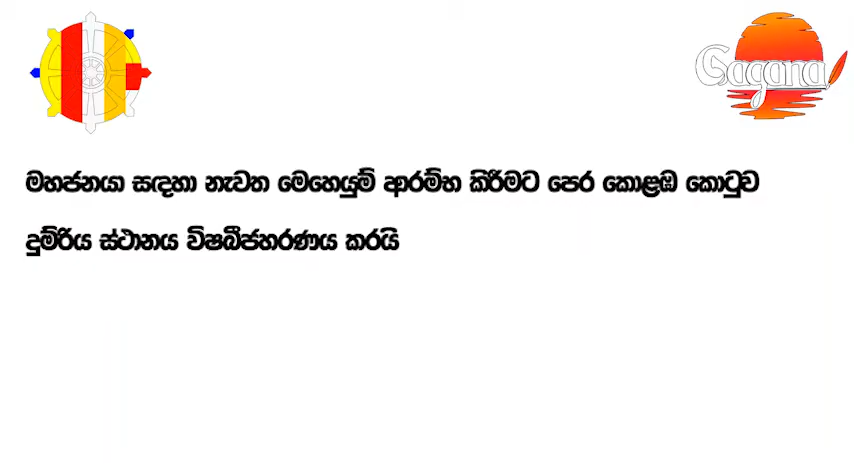 Gagana
මහජනයා සඳහා නැවත මෙහෙයුම් ආරම්භ කිරීමට පෙර කොළඹ කොටුව
දුම්රිය ස්ථානය විෂබීජහරණය කරයි